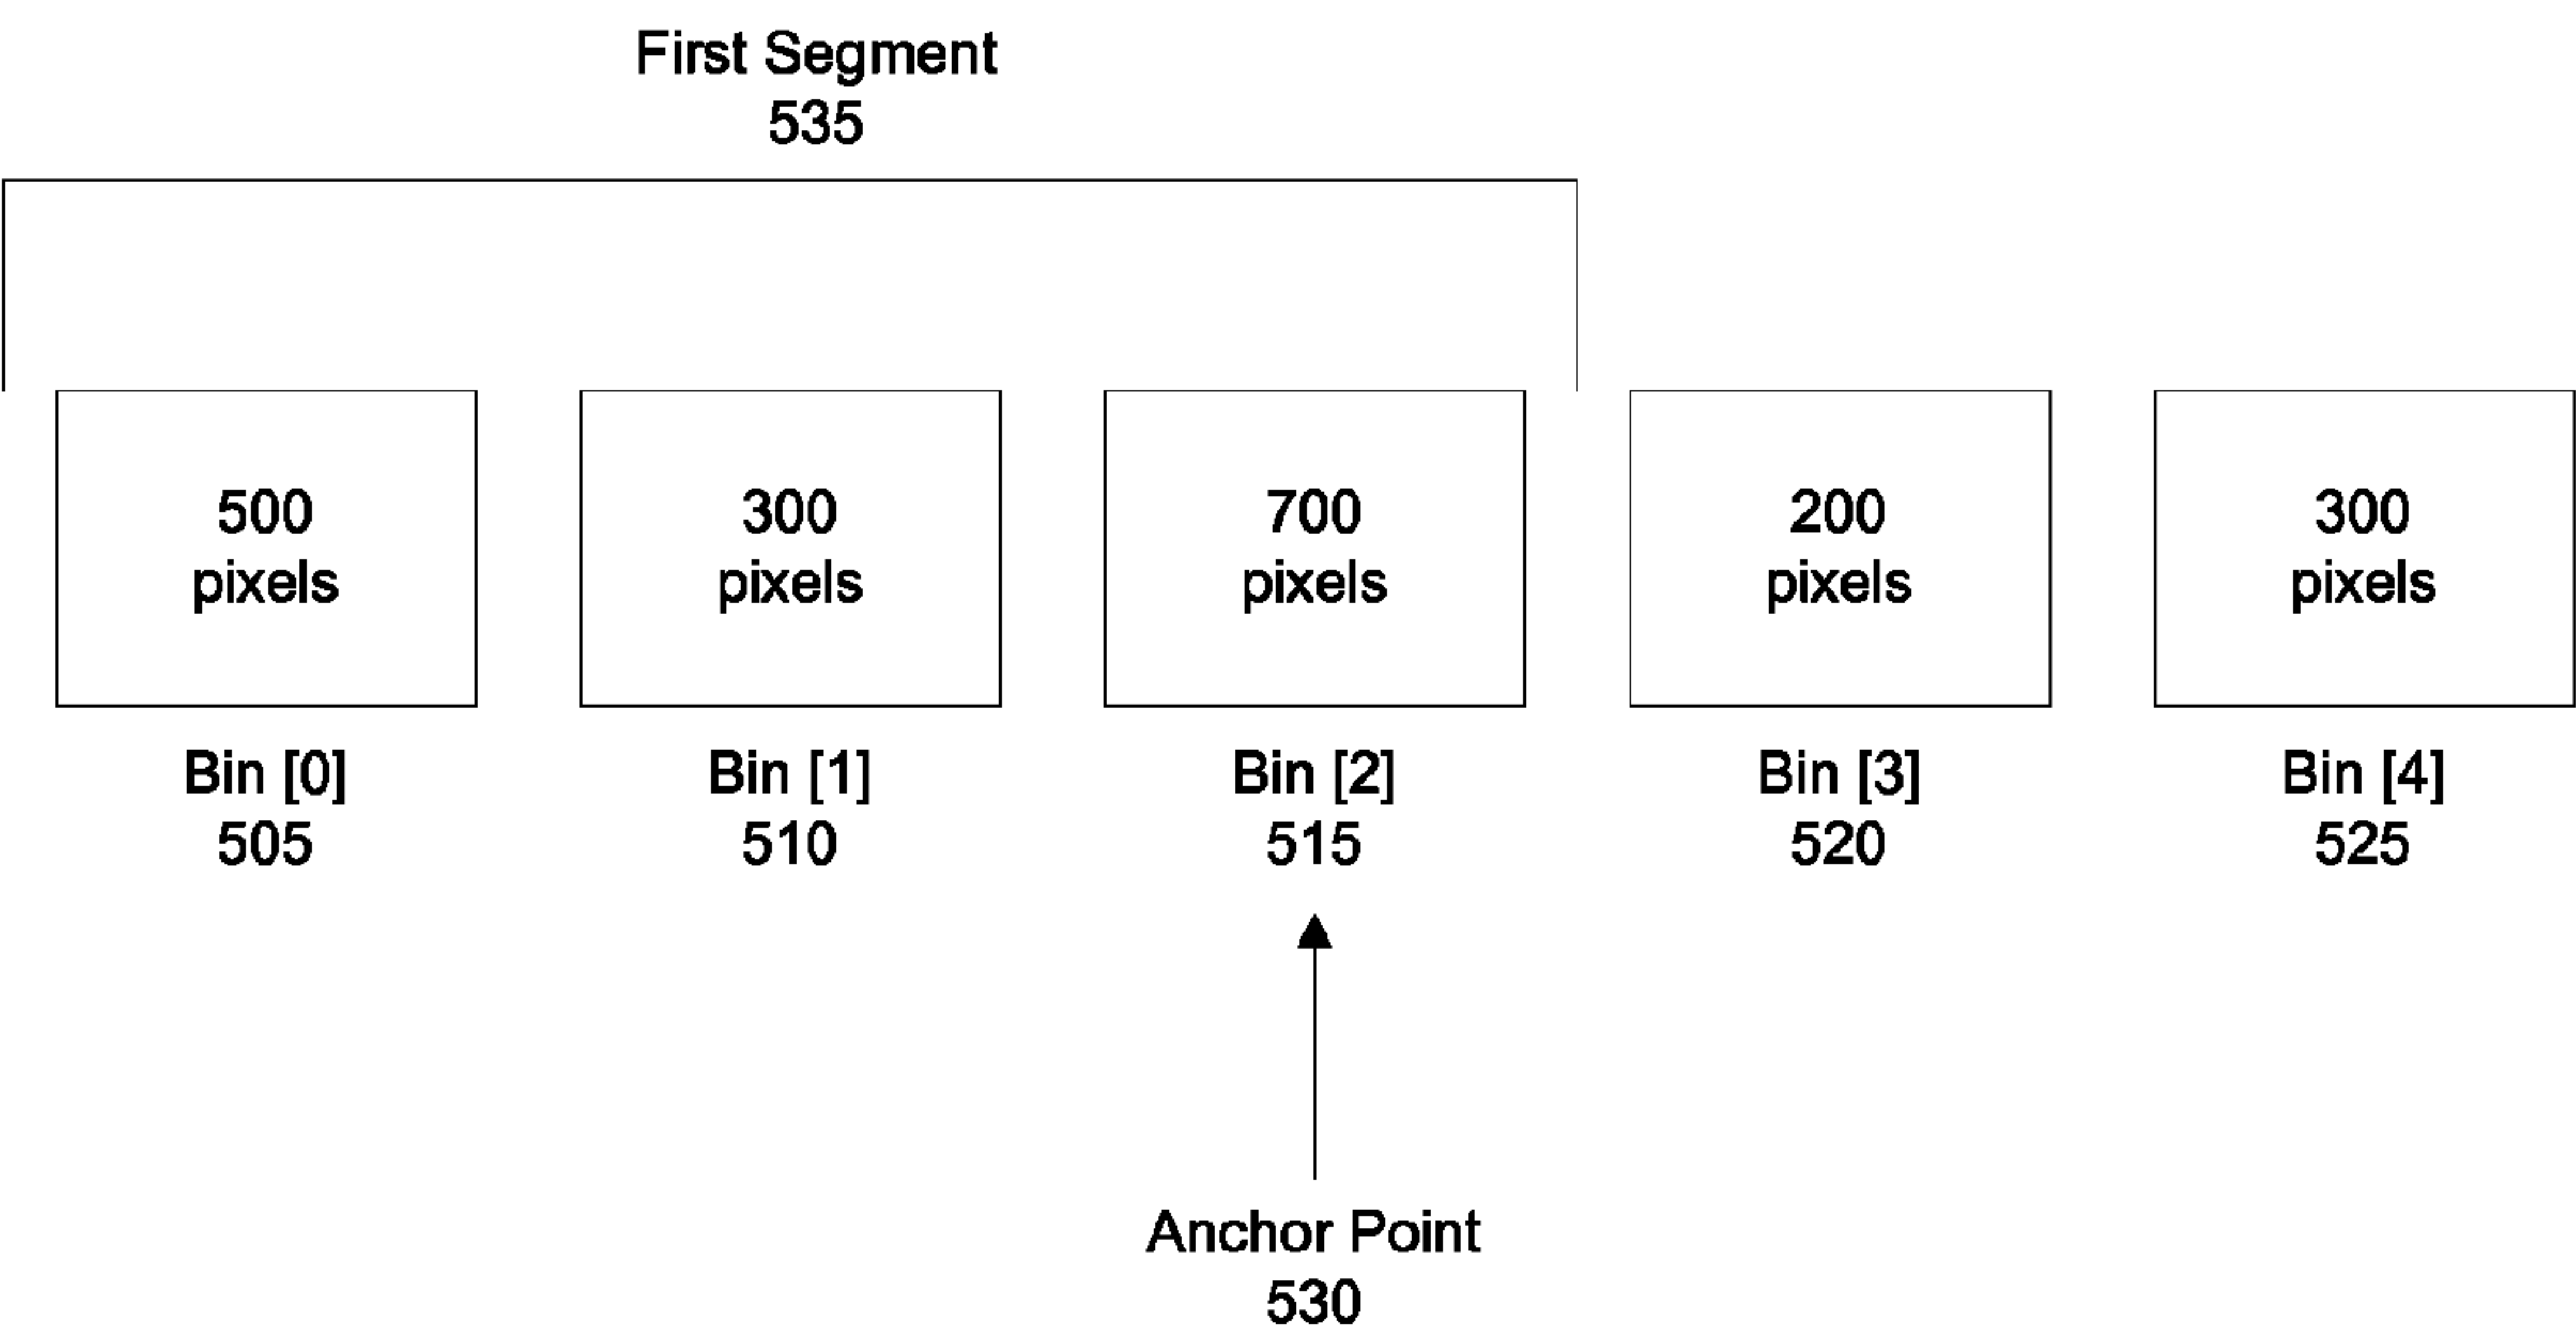 First Segment
535
500
pixels
300
pixels
700
pixels
200
pixels
300
pixels
Bin [0]
505
Bin [1]
510
Bin [2]
515
Bin [3]
520
Bin [4]
525
Anchor Point
530